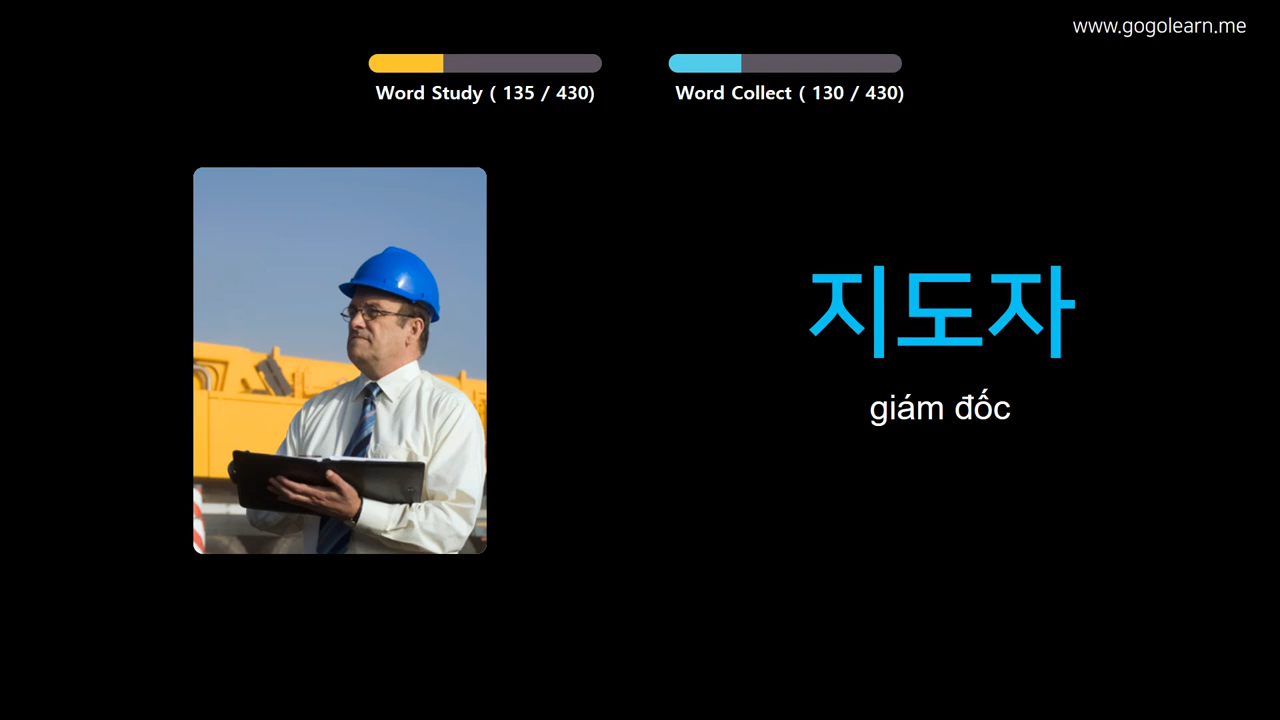 www.gogolearn.me
Word Study ( 135 / 430)
Word Collect ( 130 / 430)
지도자
giám đốc